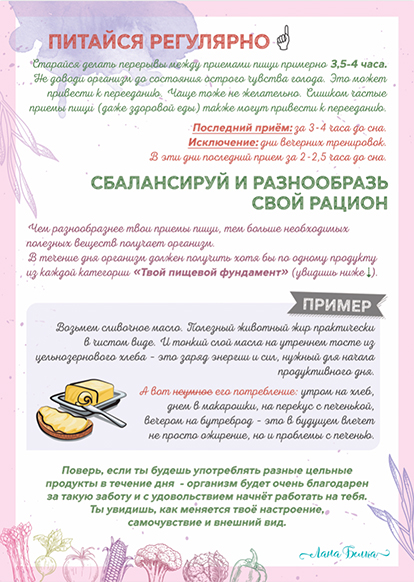 ПИТАЙСЯ РЕГУЛЯРНО
Старайся делать перерывы между приемами пищи примерно 3,5-4 часа.
Не доводи организм до состояния острого чувства голода. Это может
привести к перееданию. Чаще тоже не желательно. Слишком частые
приемы пищи (даже здоровой еды) также могут привести к перееданию.
Последний приём: за 3-4 часа до сна.
Исключение: дни вечерних тренировок.
В эти дни последний прием за 2-2,5 часа до сна.
СБАЛАНСИРУЙ И РАЗНООБРАЗЬ
СВОЙ РАЦИОН
Чем разнообразнее твои приемы пищи, тем больше необходимых
полезных веществ получает организм.
В течение дня организм должен получить хотя бы по одному продукту
из каждой категории «Твой пищевой фундамент» (увидишь ниже↓).
ПРИМЕР
Возьмем сливочное масло. Полезный животный жир практически
в чистом виде. И тонкий слой масла на утреннем тосте из
цельнозернового хлеба - это заряд энергии и сил, нужный для начала
продуктивного дня.
А вот неумное его потребление: утром на хлеб,
днем в макарошки, на перекус с печенькой,
вечером на бутреброд - это в будущем влечет
не просто ожирение, но и проблемы с печенью.
Поверь, если ты будешь употреблять разные цельные
продукты в течение дня - организм будет очень благодарен
за такую заботу и с удовольствием начнёт работать на тебя.
Ты увидишь, как меняется твоё настроение,
самочувствие и внешний вид.
Лана Белка